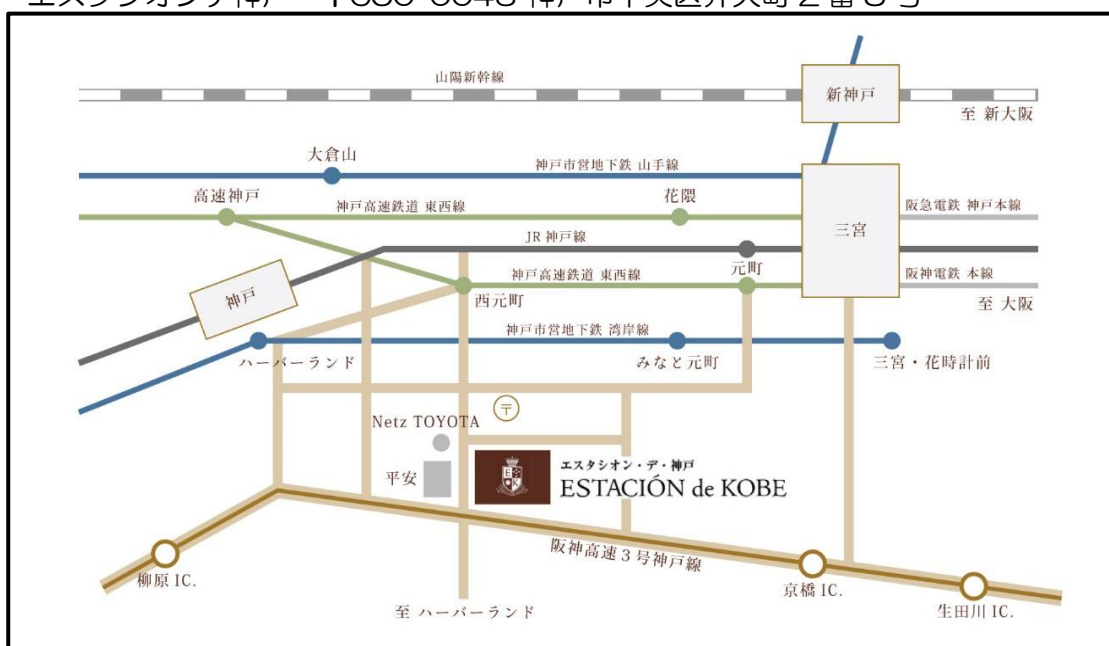 山陽新幹線
新神戸
至 新大阪
大倉山
神戸市営地下鉄 山手線
高速神戸
神戸高速鉄道 東西線
花隈
三宮
阪急電鉄 神戸本線
JR 神戸線
元町
神戸
西元町
神戸高速鉄道 東西線
阪神電鉄 本線
至 大阪
神戸市営地下鉄 湾岸線
ハーバーランド
みなと元町
三宮・花時計前
〒
Netz TOYOTA
平安
EK
エスタシオン・デ・神戸
ESTACIÓN de KOBE
阪神高速3号神戸線
柳原 IC.
京橋 IC.
生田川 IC.
至 ハーバーランド